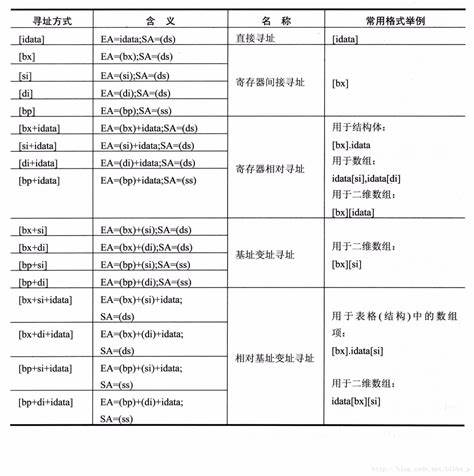 寻址方式 含 义 名 称 常用格式举例
[idata] EA=idata;SA=(ds) 直接寻址 [idata]
[bx] EA=(bx);SA=(ds)
[si] EA=(si);SA=(ds)
[di] EA=(di);SA=(ds)
[bp] EA=(bp);SA=(ss)
寄存器间接寻址 [bx]
[bx+idata] EA=(bx)+idata;SA=(ds)
[si+idata] EA=(si)+idata;SA=(ds)
[di+idata] EA=(di)+idata;SA=(ds)
[bp+idata] EA=(bp)+idata;SA=(ss)
寄存器相对寻址
用于结构体：
[bx].idata
用于数组：
idata[si],idata[di]
用于二维数组：
[bx][idata]
[bx+si] EA=(bx)+(si);SA=(ds)
[bx+di] EA=(bx)+(di);SA=(ds)
[bp+si] EA=(bp)+(si);SA=(ss)
[bp+di] EA=(bp)+(di);SA=(ss)
基址变址寻址
用于二维数组：
[bx][si]
[bx+si+idata] EA=(bx)+(si)+idata;
SA=(ds)
[bx+di+idata] EA=(bx)+(di)+idata;
SA=(ds)
[bp+si+idata] EA=(bp)+(si)+idata;
SA=(ss)
[bp+di+idata] EA=(bp)+(di)+idata;
SA=(ss)
相对基址变址寻址
用于表格(结构)中的数组
项：
[bx].idata[si]
用于二维数组：
idata[bx][si]